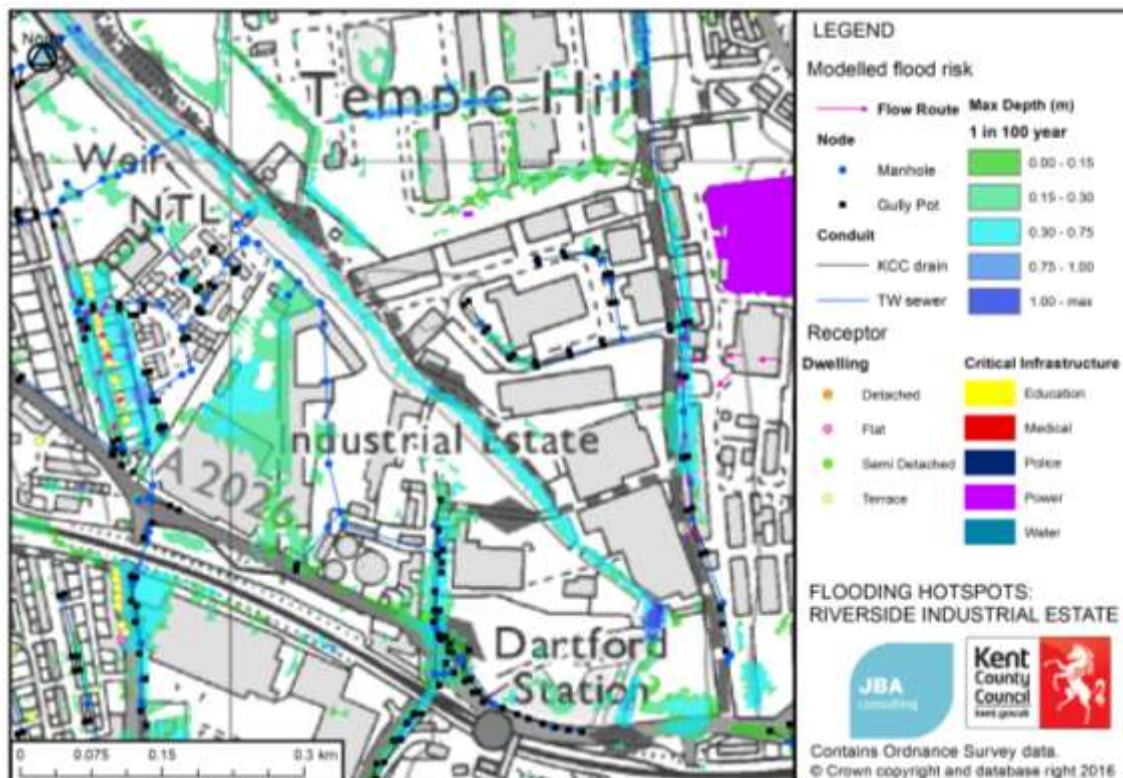 North
Temple Hill
Weir
NTL
Industrial Estate
A 2026
Dartford
Station
0 0.075 0.15 0.3 km
LEGEND
Modelled flood risk
Flow Route
Node
Manhole
Gully Pot
Conduit
KCC drain
TW sewer
Max Depth (m)
1 in 100 year
0.00 - 0.15
0.15 - 0.30
0.30 - 0.75
0.75 - 1.00
1.00 - max
Receptor
Dwelling
Detached
Flat
Semi Detached
Terrace
Critical Infrastructure
Education
Medical
Police
Power
Water
FLOODING HOTSPOTS:
RIVERSIDE INDUSTRIAL ESTATE
JBA
consulting
Kent
County
Council
kent.gov.uk
Contains Ordnance Survey data.
© Crown copyright and database right 2016